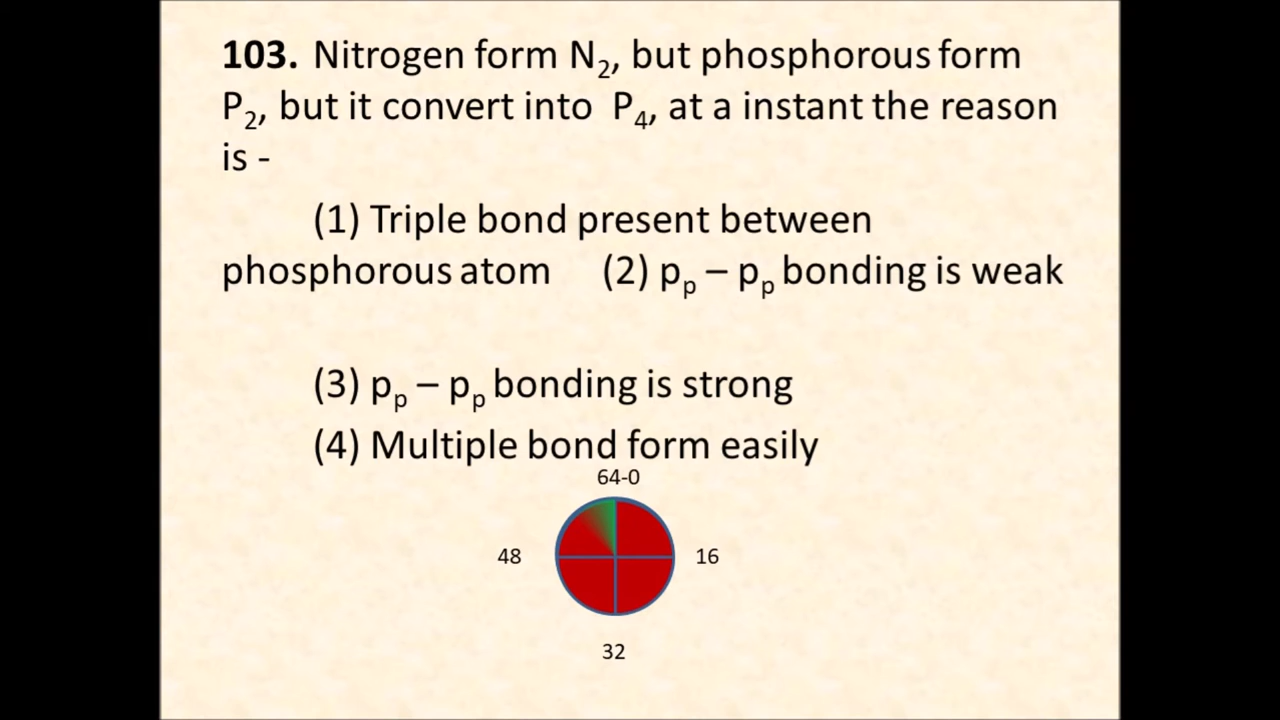 103. Nitrogen form N₂, but phosphorous form
P₂, but it convert into P₄, at a instant the reason
is -
(1) Triple bond present between
phosphorous atom (2) pₚ – pₚ bonding is weak
(3) pₚ – pₚ bonding is strong
(4) Multiple bond form easily
64-0
48 16
32